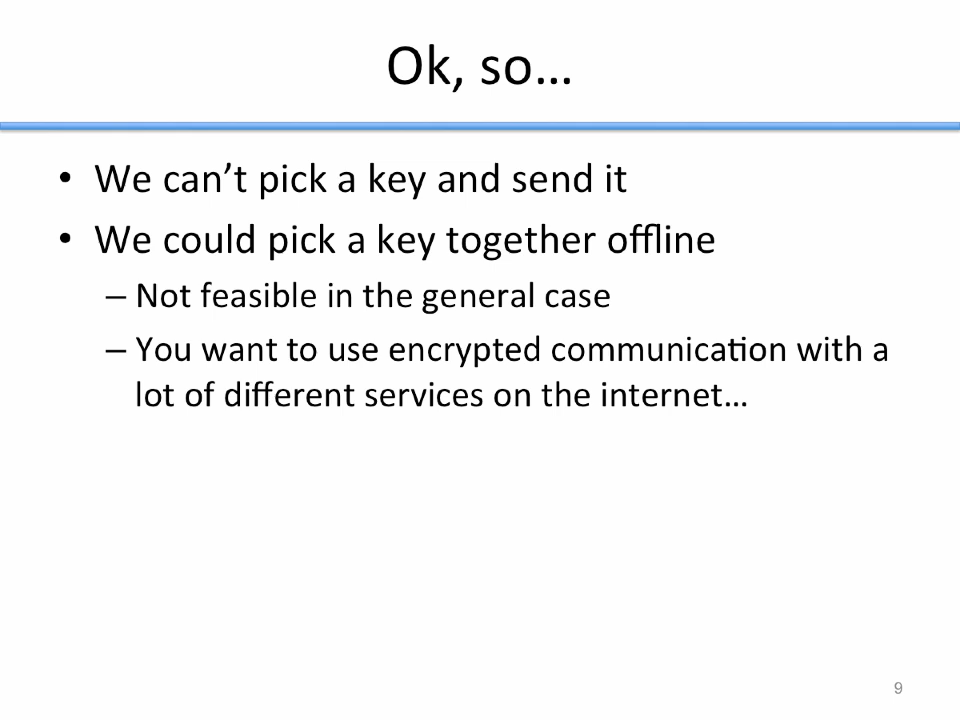 Ok, so…
• We can’t pick a key and send it
• We could pick a key together offline
– Not feasible in the general case
– You want to use encrypted communication with a
lot of different services on the internet…
9